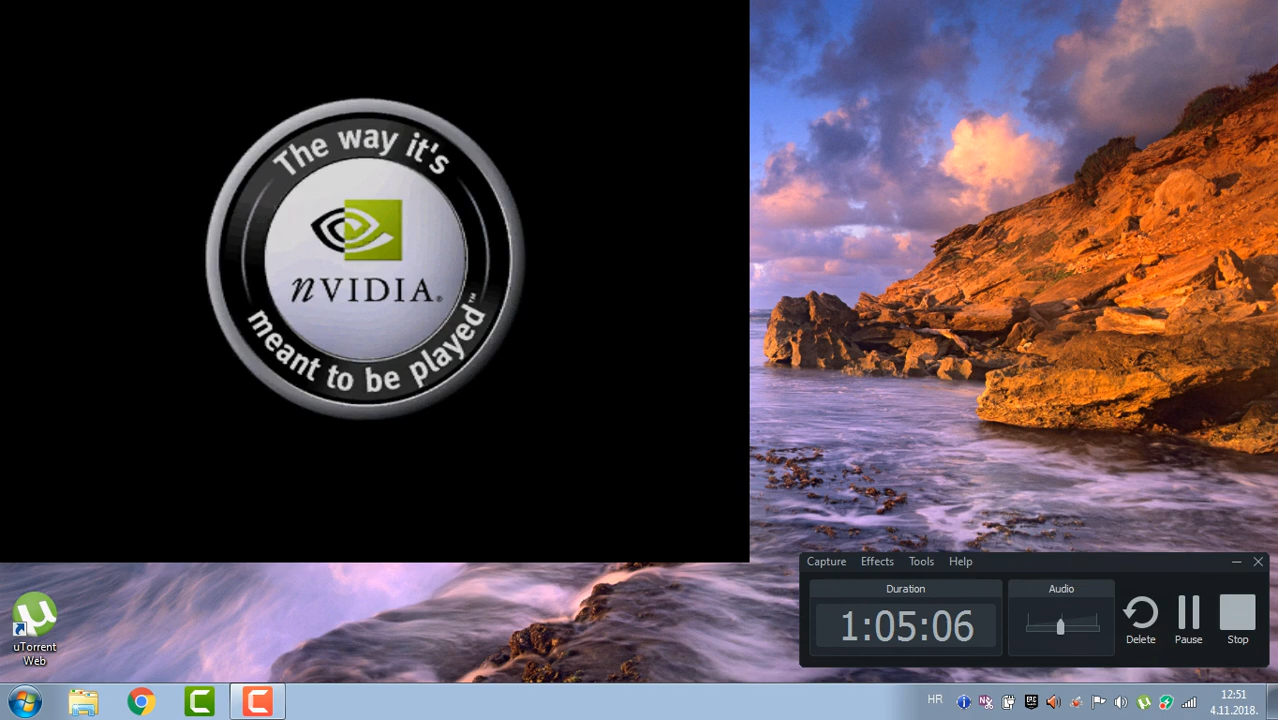 The way it's
nVIDIA®
meant to be played™
Capture Effects Tools Help
Duration
Audio
1:05:06
Delete
Pause
Stop
uTorrent
Web
HR
12:51
4.11.2018.